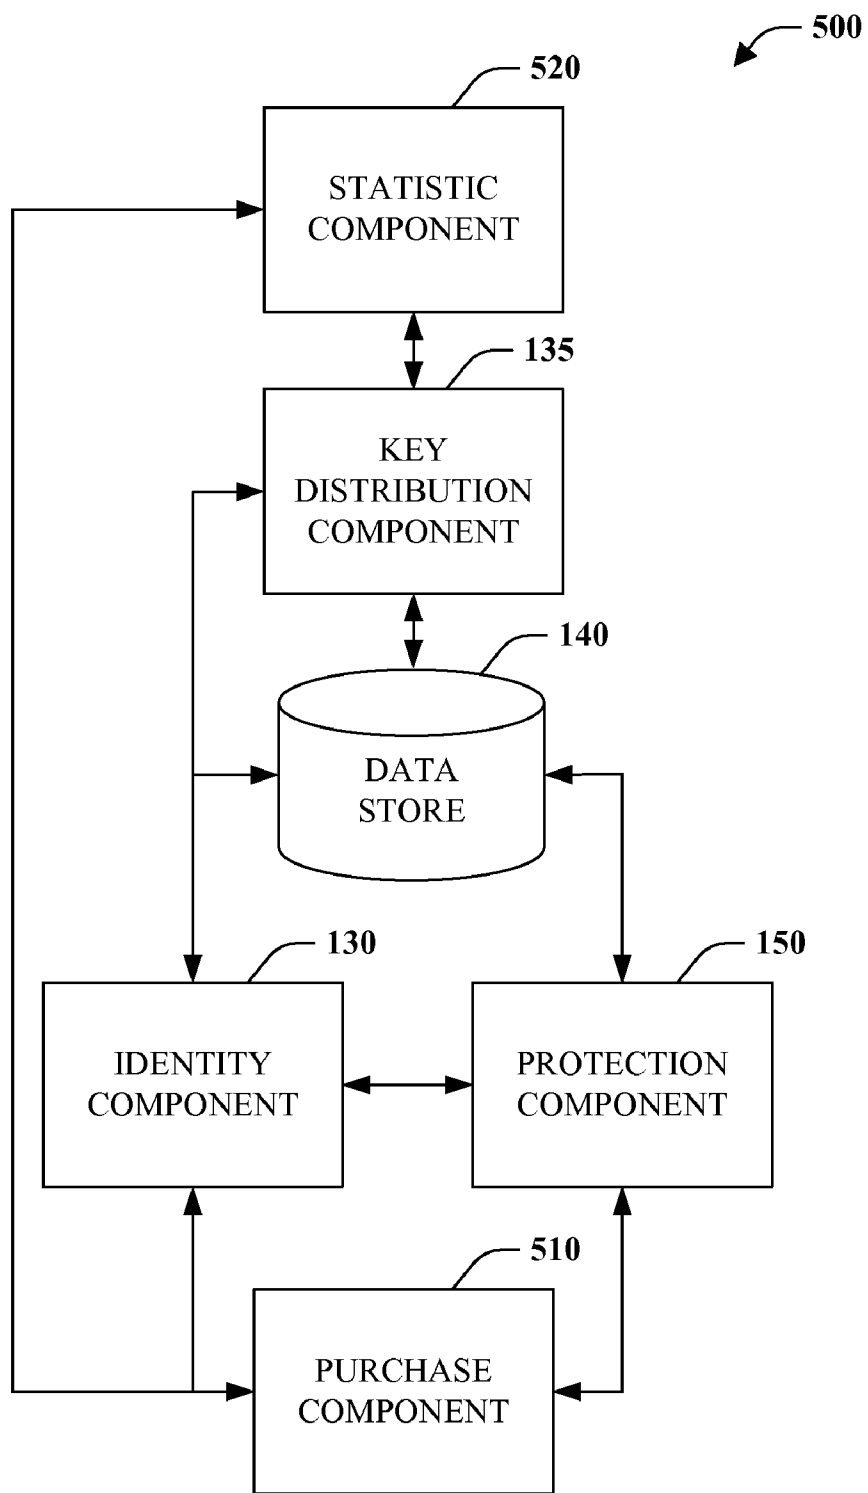 500
520
STATISTIC
COMPONENT
135
KEY
DISTRIBUTION
COMPONENT
140
DATA
STORE
130
150
IDENTITY
COMPONENT
PROTECTION
COMPONENT
510
PURCHASE
COMPONENT